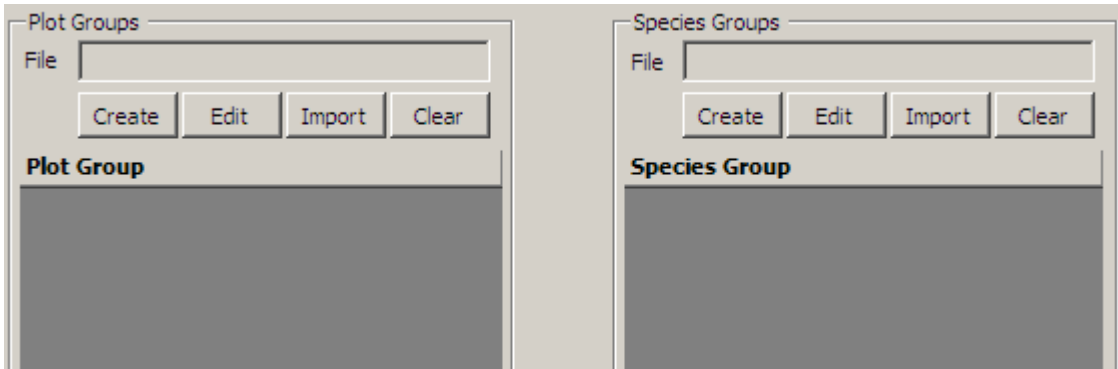 Plot Groups
File
Create Edit Import Clear
Plot Group
Species Groups
File
Create Edit Import Clear
Species Group